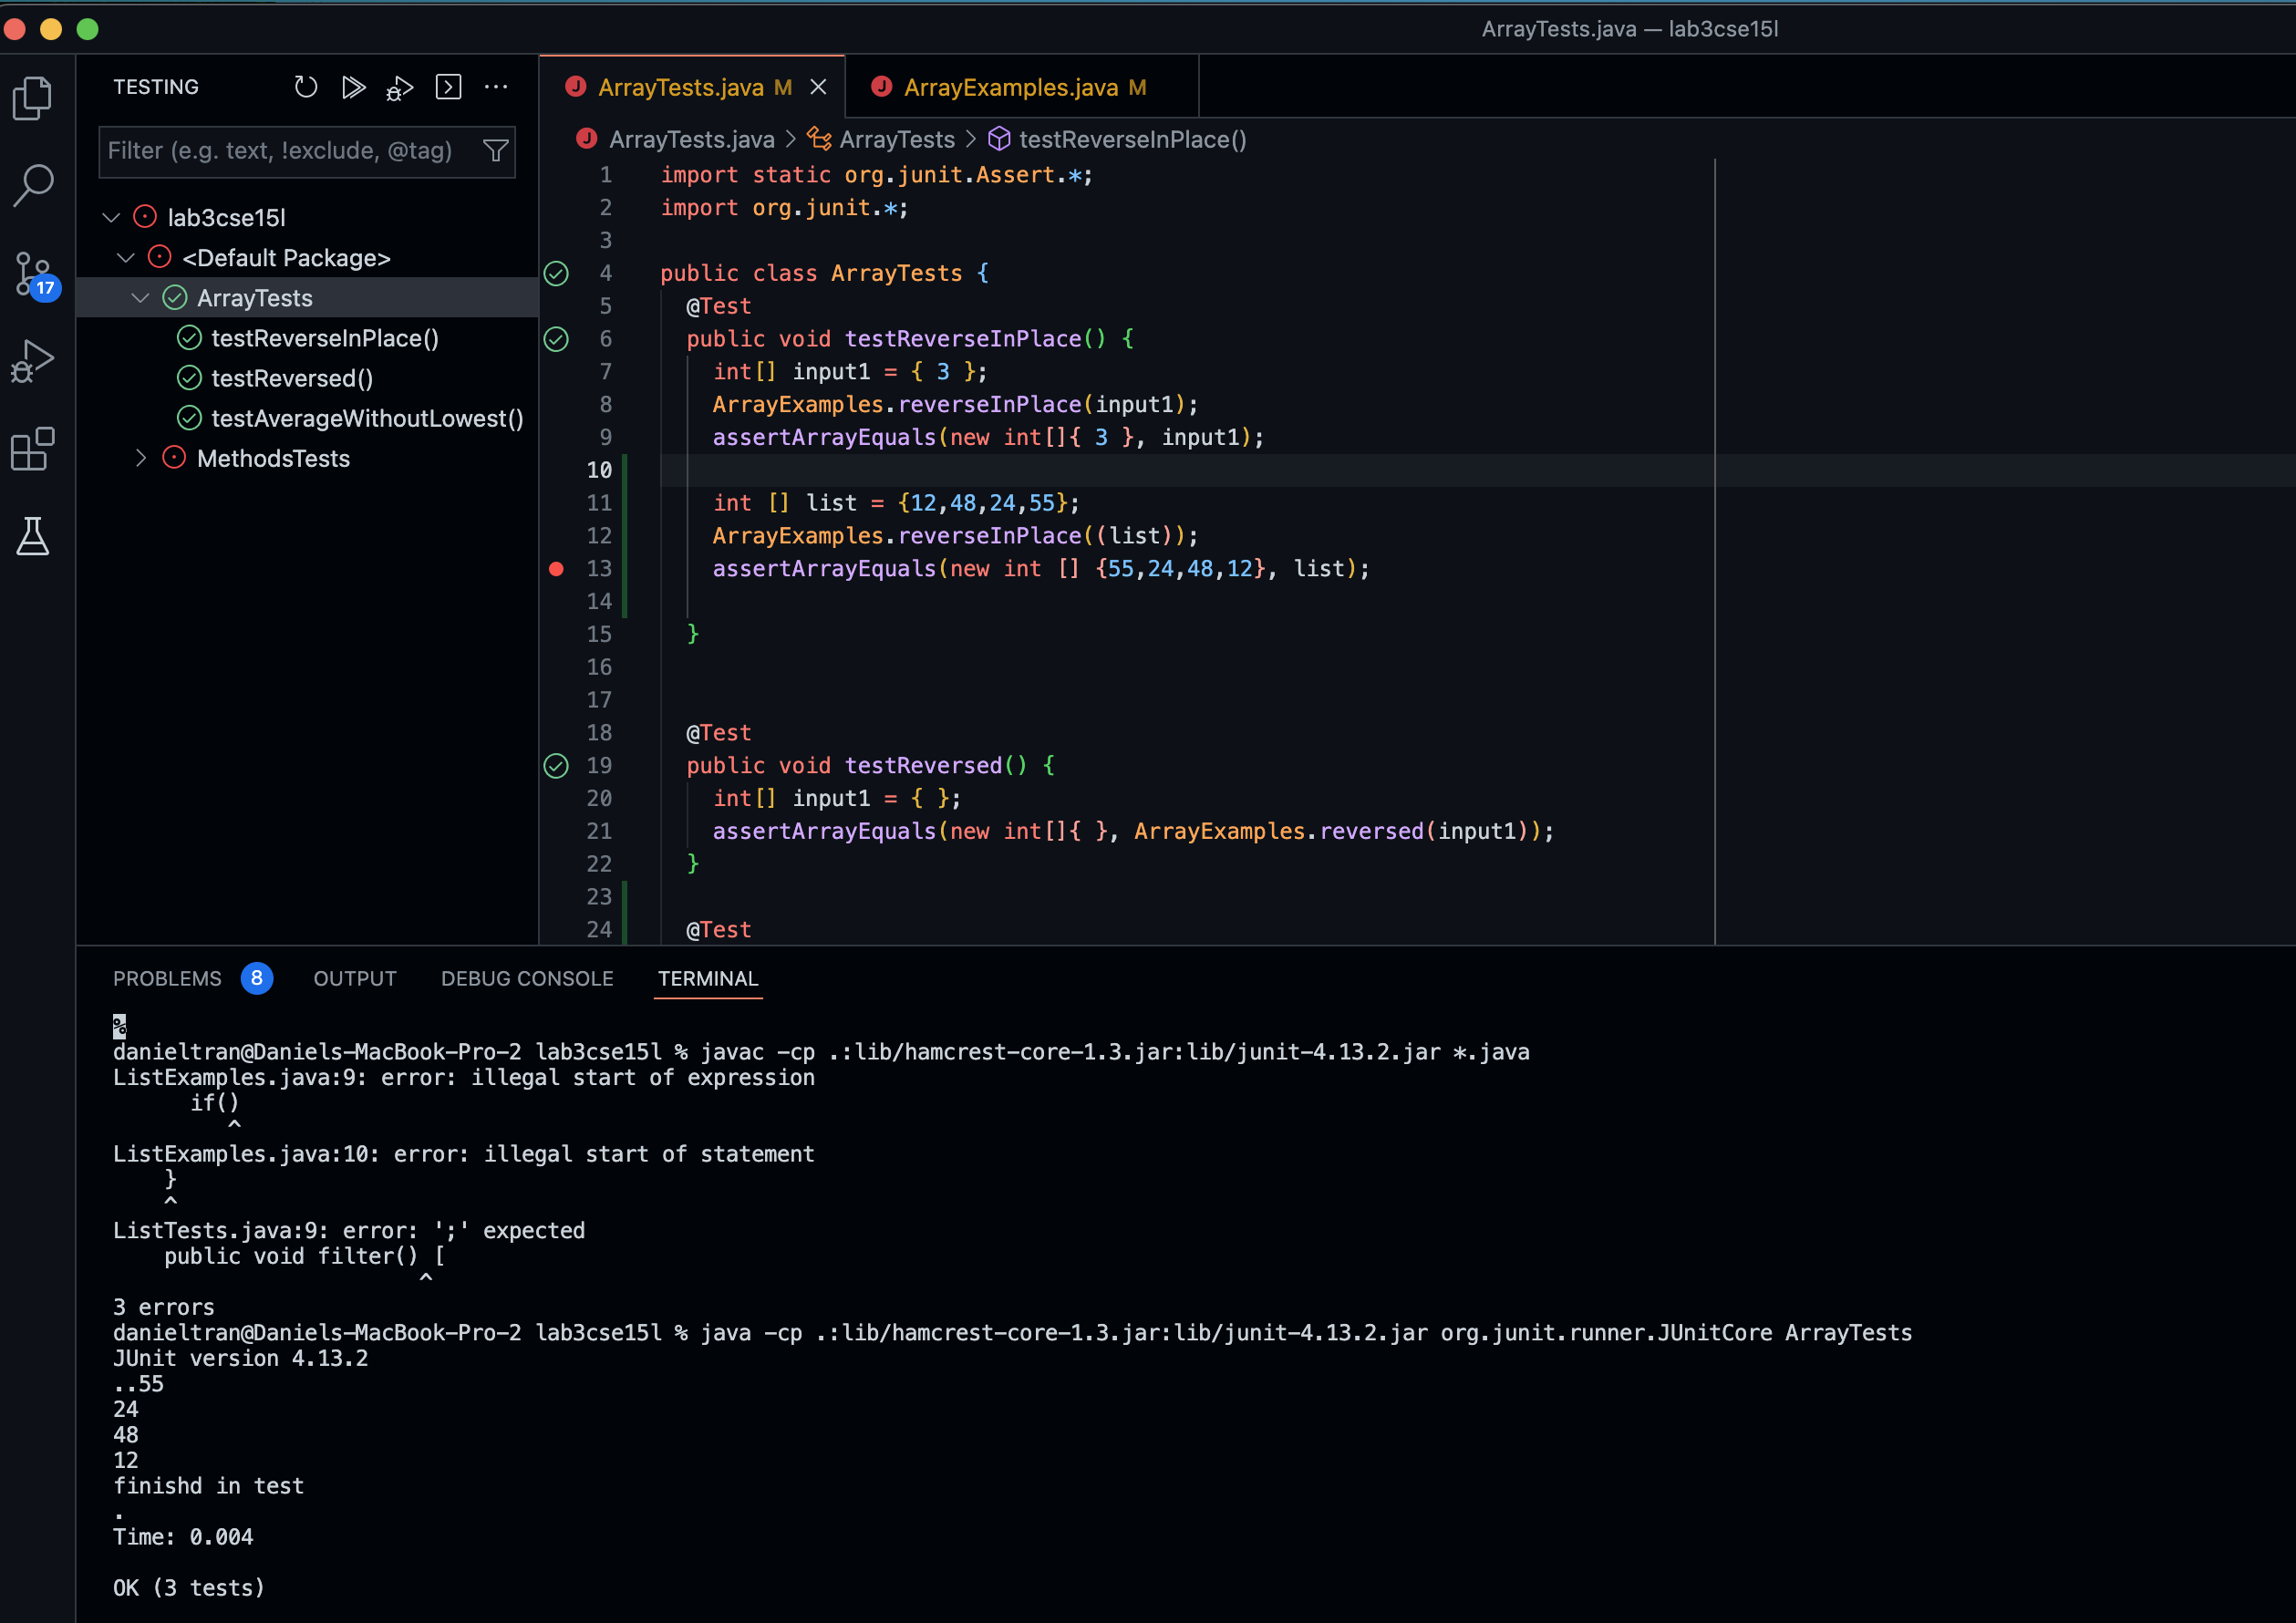 ArrayTests.java — lab3cse15l
TESTING
Filter (e.g. text, !exclude, @tag)
lab3cse15l
<Default Package>
ArrayTests
testReverseInPlace()
testReversed()
testAverageWithoutLowest()
MethodsTests
17
J ArrayTests.java M
J ArrayExamples.java M
J ArrayTests.java > ArrayTests > testReverseInPlace()
1 import static org.junit.Assert.*;
2 import org.junit.*;
3
4 public class ArrayTests {
5 @Test
6 public void testReverseInPlace() {
7 int[] input1 = { 3 };
8 ArrayExamples.reverseInPlace(input1);
9 assertArrayEquals(new int[]{ 3 }, input1);
10
11 int [] list = {12,48,24,55};
12 ArrayExamples.reverseInPlace((list));
13 assertArrayEquals(new int [] {55,24,48,12}, list);
14
15 }
16
17
18 @Test
19 public void testReversed() {
20 int[] input1 = { };
21 assertArrayEquals(new int[]{ }, ArrayExamples.reversed(input1));
22 }
23
24 @Test
PROBLEMS 8 OUTPUT DEBUG CONSOLE TERMINAL
%
danieltran@Daniels-MacBook-Pro-2 lab3cse15l % javac -cp .:lib/hamcrest-core-1.3.jar:lib/junit-4.13.2.jar *.java
ListExamples.java:9: error: illegal start of expression
if()
^
ListExamples.java:10: error: illegal start of statement
}
^
ListTests.java:9: error: ';' expected
public void filter() [
^
3 errors
danieltran@Daniels-MacBook-Pro-2 lab3cse15l % java -cp .:lib/hamcrest-core-1.3.jar:lib/junit-4.13.2.jar org.junit.runner.JUnitCore ArrayTests
JUnit version 4.13.2
..55
24
48
12
finishd in test
.
Time: 0.004
OK (3 tests)